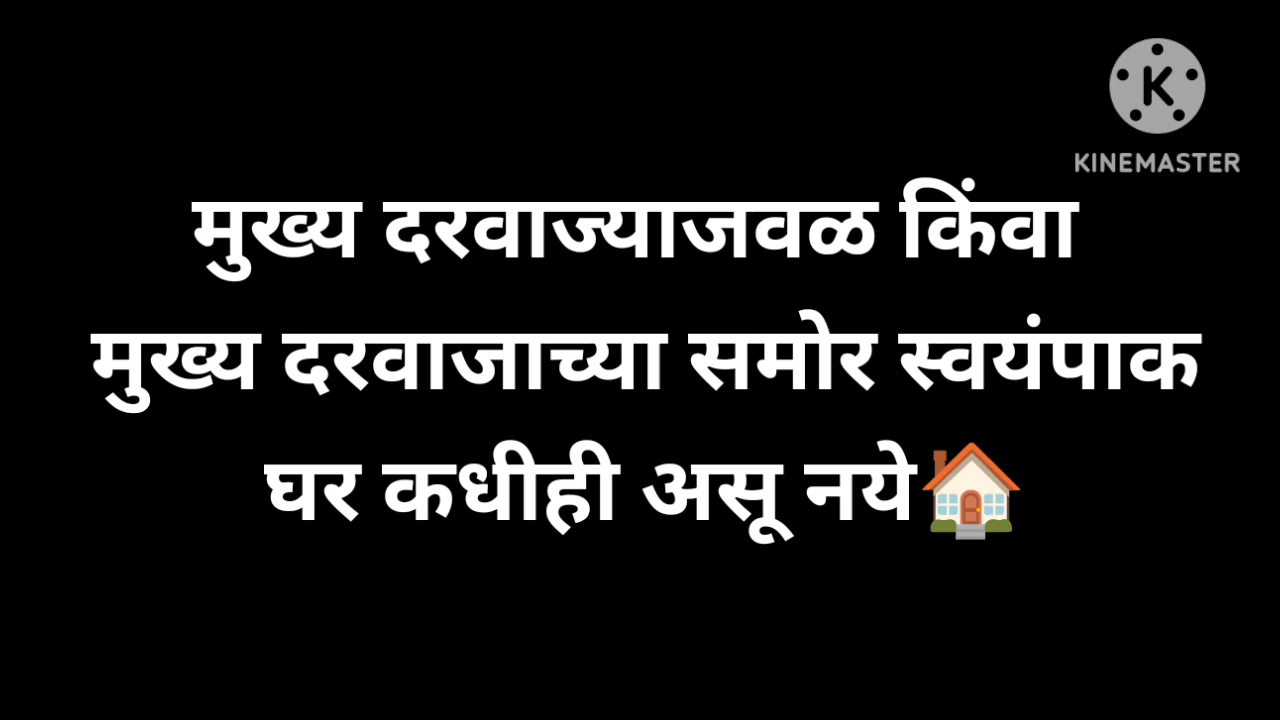 KINEMASTER
मुख्य दरवाज्याजवळ किंवा
मुख्य दरवाजाच्या समोर स्वयंपाक
घर कधीही असू नये🏠